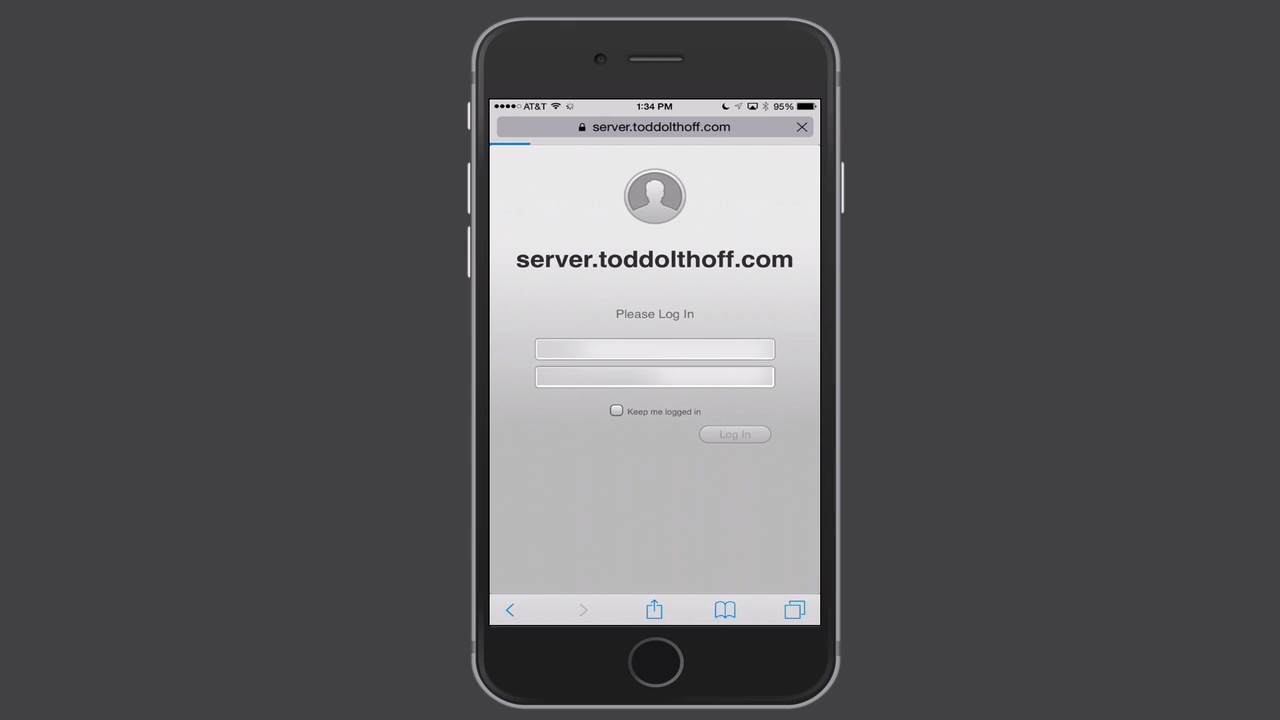 AT&T 1:34 PM 95%
server.toddolthoff.com
server.toddolthoff.com
Please Log In
Keep me logged in
Log In